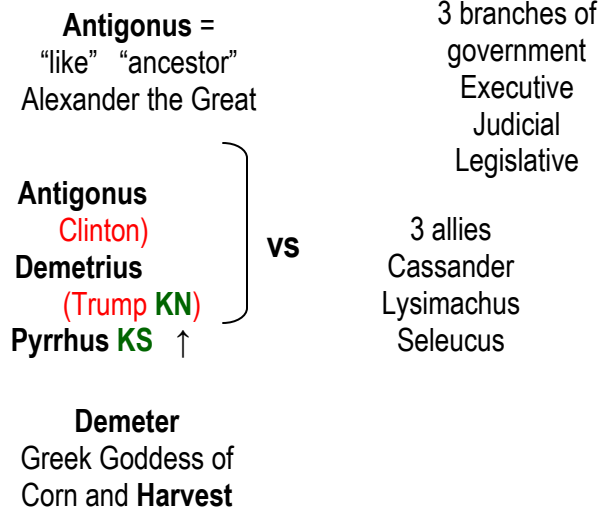 Antigonus =
“like” “ancestor”
Alexander the Great
3 branches of
government
Executive
Judicial
Legislative
Antigonus
Clinton)
Demetrius
(Trump KN)
Pyrrhus KS ↑
vs
3 allies
Cassander
Lysimachus
Seleucus
Demeter
Greek Goddess of
Corn and Harvest